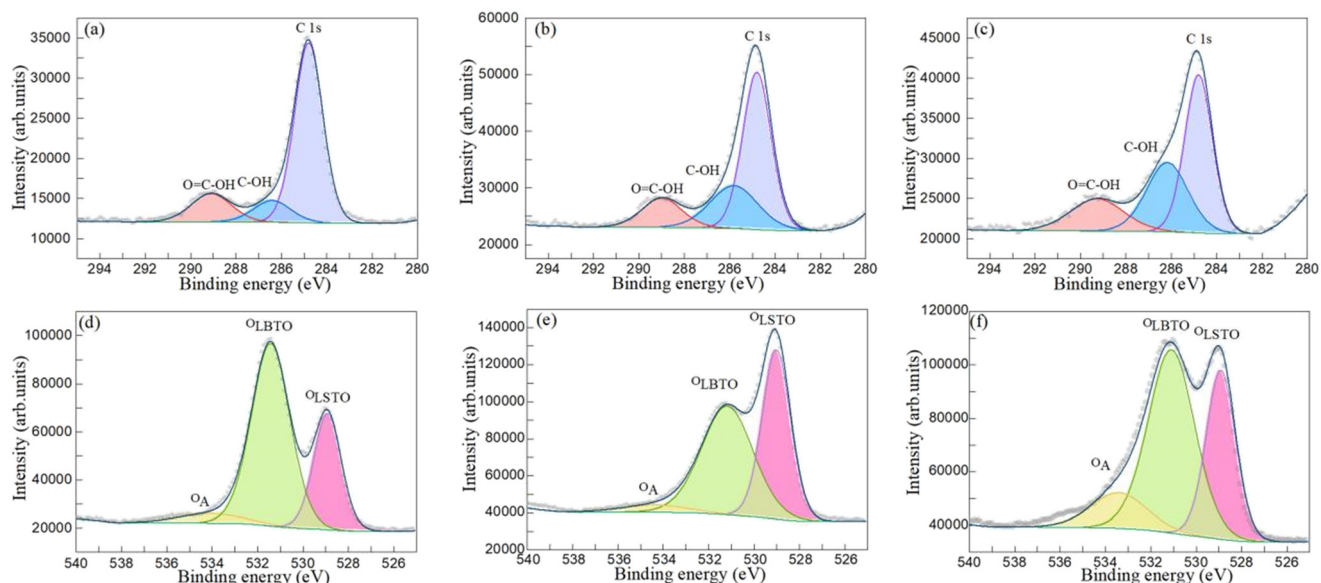 (a)
C 1s
O=C-OH
C-OH
35000
30000
25000
20000
15000
10000
Intensity (arb.units)
294 292 290 288 286 284 282 280
Binding energy (eV)
(b)
C 1s
C-OH
O=C-OH
60000
50000
40000
30000
20000
Intensity (arb.units)
294 292 290 288 286 284 282 280
Binding energy (eV)
(c)
C 1s
C-OH
O=C-OH
45000
40000
35000
30000
25000
20000
Intensity (arb.units)
294 292 290 288 286 284 282 280
Binding energy (eV)
(d)
OLBTO
OLSTO
OA
100000
80000
60000
40000
20000
Intensity (arb.units)
540 538 536 534 532 530 528 526
Binding energy (eV)
(e)
OLSTO
OLBTO
OA
140000
120000
100000
80000
60000
40000
20000
Intensity (arb.units)
540 538 536 534 532 530 528 526
Binding energy (eV)
(f)
OLBTO
OLSTO
OA
120000
100000
80000
60000
40000
Intensity (arb.units)
540 538 536 534 532 530 528 526
Binding energy (eV)